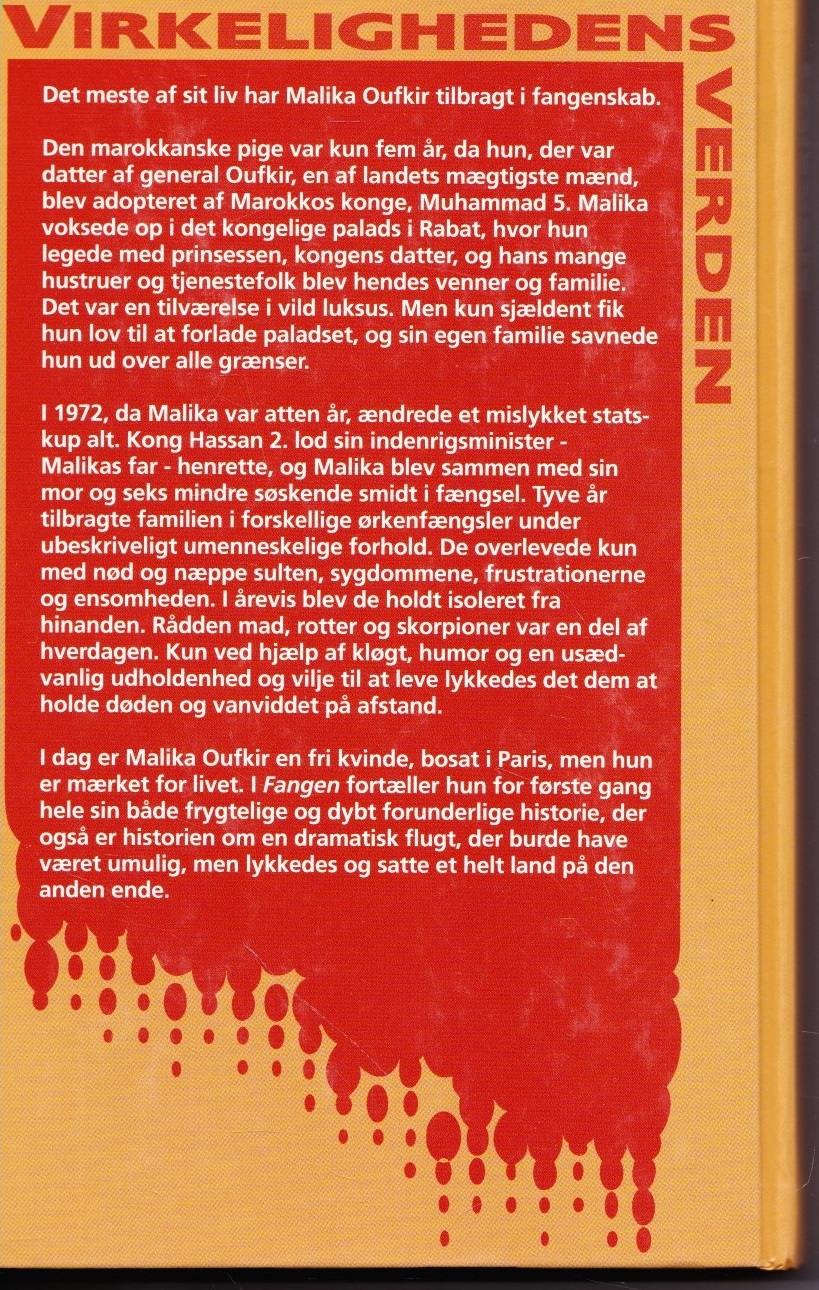 VIRKELIGHEDENS
VERDEN
Det meste af sit liv har Malika Oufkir tilbragt i fangenskab.
Den marokkanske pige var kun fem år, da hun, der var
datter af general Oufkir, en af landets mægtigste mænd,
blev adopteret af Marokkos konge, Muhammad 5. Malika
voksede op i det kongelige palads i Rabat, hvor hun
legede med prinsessen, kongens datter, og hans mange
hustruer og tjenestefolk blev hendes venner og familie.
Det var en tilværelse i vild luksus. Men kun sjældent fik
hun lov til at forlade paladset, og sin egen familie savnede
hun ud over alle grænser.
I 1972, da Malika var atten år, ændrede et mislykket stats-
kup alt. Kong Hassan 2. lod sin indenrigsminister -
Malikas far - henrette, og Malika blev sammen med sin
mor og seks mindre søskende smidt i fængsel. Tyve år
tilbragte familien i forskellige ørkenfængsler under
ubeskriveligt umenneskelige forhold. De overlevede kun
med nød og næppe sulten, sygdommene, frustrationerne
og ensomheden. I årevis blev de holdt isoleret fra
hinanden. Rådden mad, rotter og skorpioner var en del af
hverdagen. Kun ved hjælp af kløgt, humor og en usæd-
vanlig udholdenhed og vilje til at leve lykkedes det dem at
holde døden og vanviddet på afstand.
I dag er Malika Oufkir en fri kvinde, bosat i Paris, men hun
er mærket for livet. I Fangen fortæller hun for første gang
hele sin både frygtelige og dybt forunderlige historie, der
også er historien om en dramatisk flugt, der burde have
været umulig, men lykkedes og satte et helt land på den
anden ende.